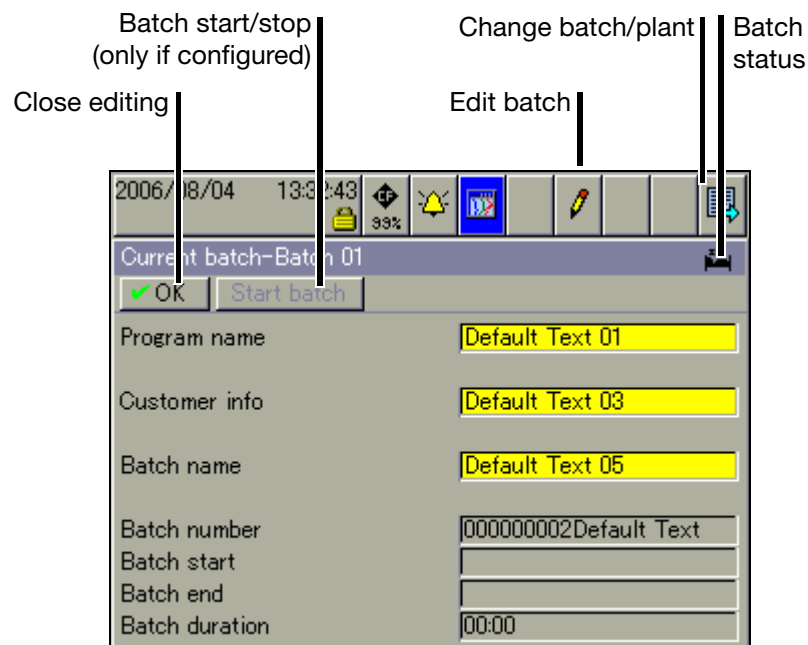 Batch start/stop
(only if configured)
Change batch/plant
Batch
status
Close editing
Edit batch
2006/08/04 13:32:43
99%
Current batch-Batch 01
OK Start batch
Program name Default Text 01
Customer info Default Text 03
Batch name Default Text 05
Batch number 000000002Default Text
Batch start
Batch end
Batch duration 00:00